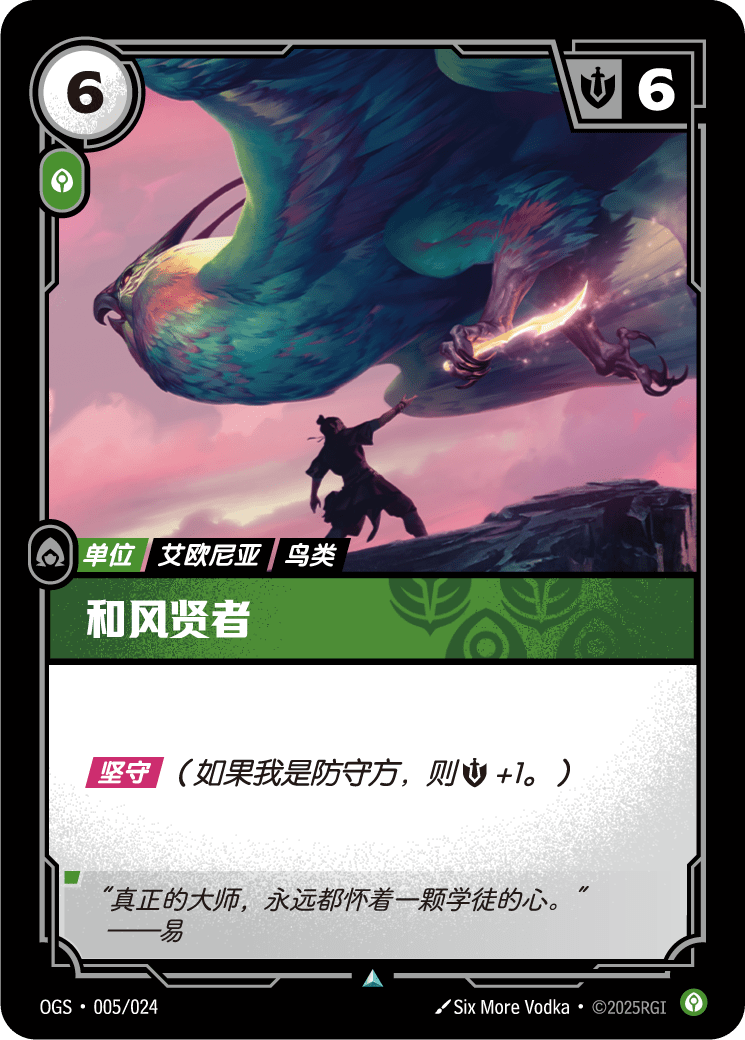 6
6
单位 艾欧尼亚 鸟类
和风贤者
坚守（如果我是防守方，则 +1。）
“真正的大师，永远都怀着一颗学徒的心。”
——易
OGS • 005/024 Six More Vodka • ©2025RGI